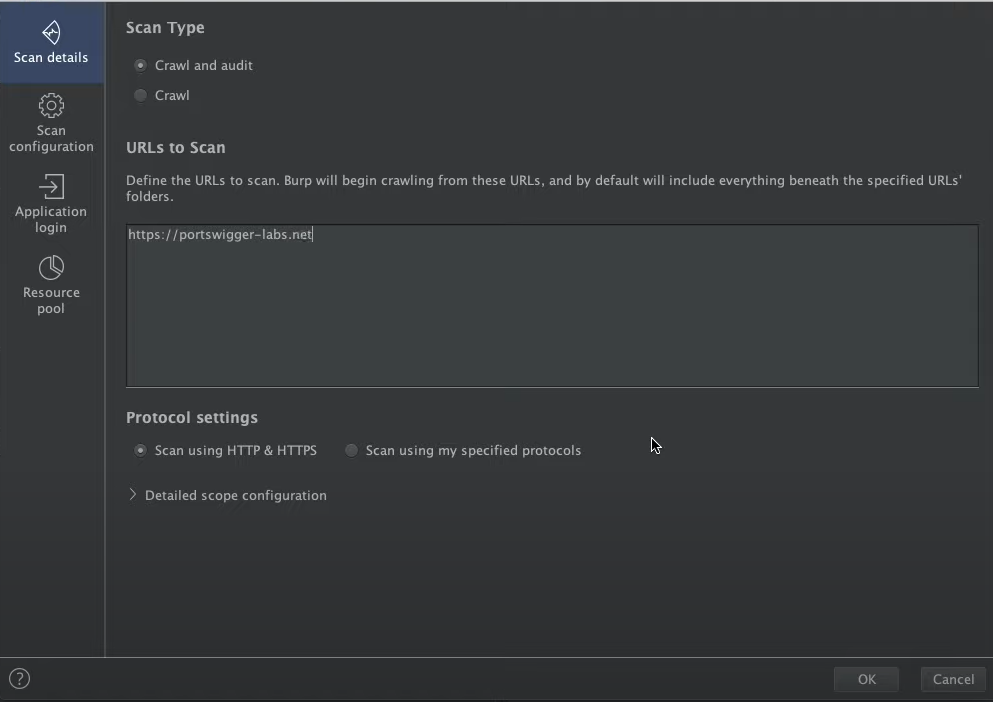 Scan details
Scan
configuration
Application
login
Resource
pool
Scan Type
Crawl and audit
Crawl
URLs to Scan
Define the URLs to scan. Burp will begin crawling from these URLs, and by default will include everything beneath the specified URLs'
folders.
https://portswigger-labs.net
Protocol settings
Scan using HTTP & HTTPS
Scan using my specified protocols
Detailed scope configuration
?
OK
Cancel